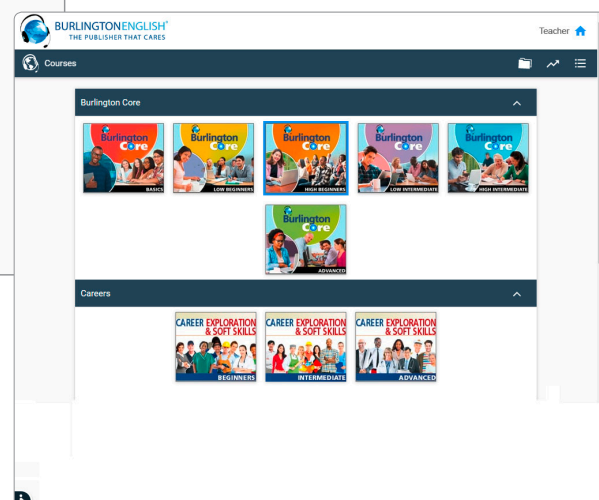 BURLINGTONENGLISH®
THE PUBLISHER THAT CARES
Teacher
Courses
Burlington Core
Burlington Core
BASICS
Burlington Core
LOW BEGINNERS
Burlington Core
HIGH BEGINNERS
Burlington Core
LOW INTERMEDIATE
Burlington Core
HIGH INTERMEDIATE
Burlington Core
ADVANCED
Careers
CAREER EXPLORATION
& SOFT SKILLS
BEGINNERS
CAREER EXPLORATION
& SOFT SKILLS
INTERMEDIATE
CAREER EXPLORATION
& SOFT SKILLS
ADVANCED